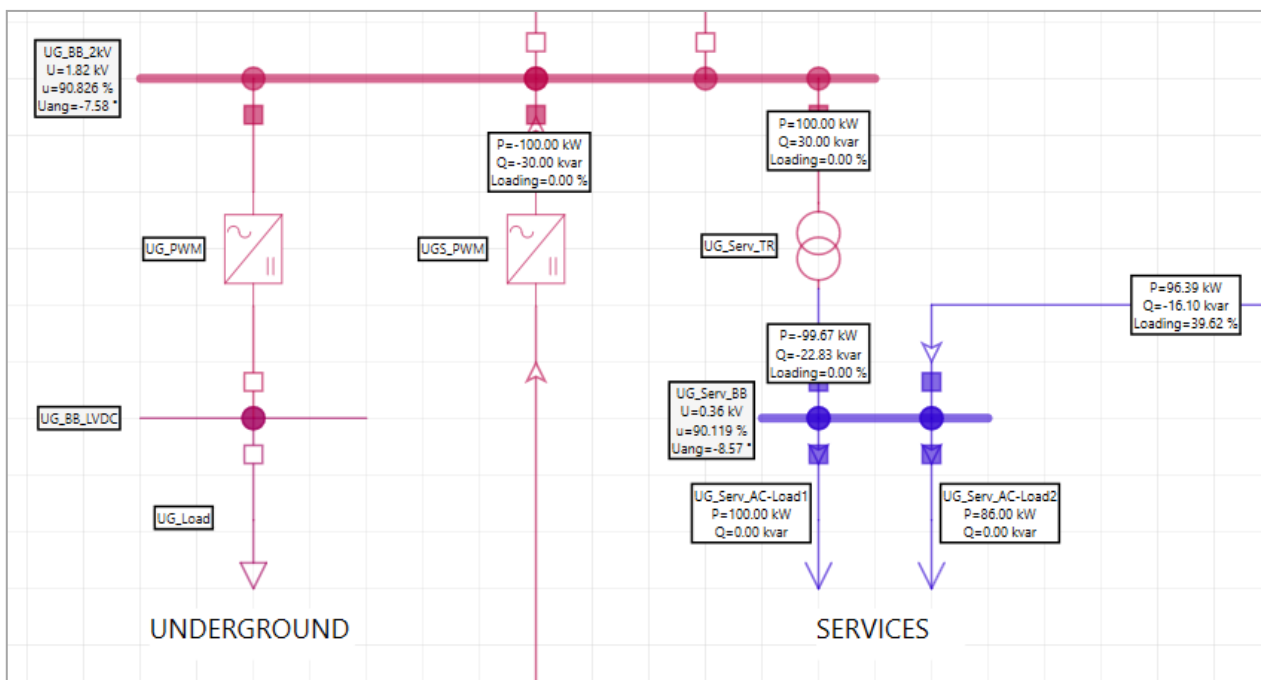 UG_BB_2kV
U=1.82 kV
u=90.826 %
Uang=-7.58 °
P=-100.00 kW
Q=-30.00 kvar
Loading=0.00 %
P=100.00 kW
Q=30.00 kvar
Loading=0.00 %
UG_PWM
UGS_PWM
UG_Serv_TR
P=96.39 kW
Q=-16.10 kvar
Loading=39.62 %
P=-99.67 kW
Q=-22.83 kvar
Loading=0.00 %
UG_BB_LVDC
UG_Serv_BB
U=0.36 kV
u=90.119 %
Uang=-8.57 °
UG_Load
UG_Serv_AC-Load1
P=100.00 kW
Q=0.00 kvar
UG_Serv_AC-Load2
P=86.00 kW
Q=0.00 kvar
UNDERGROUND
SERVICES